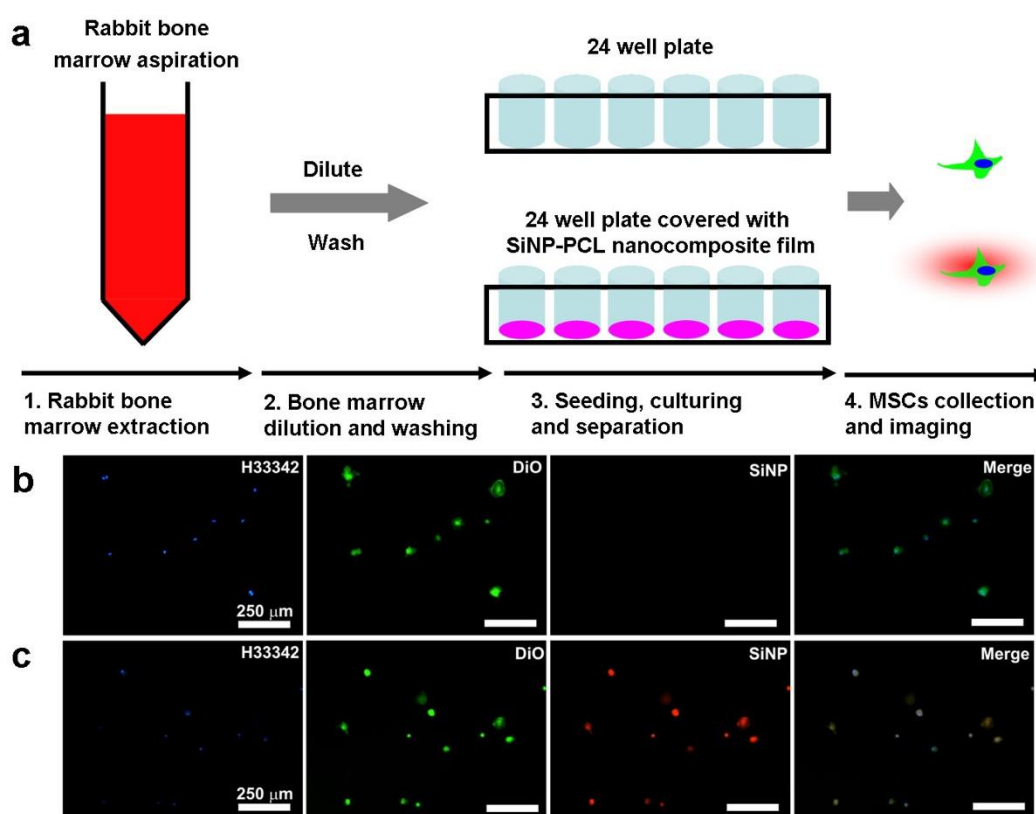 a
Rabbit bone
marrow aspiration
Dilute
Wash
24 well plate
24 well plate covered with
SiNP-PCL nanocomposite film
1. Rabbit bone
marrow extraction
2. Bone marrow
dilution and washing
3. Seeding, culturing
and separation
4. MSCs collection
and imaging
b
H33342
DiO
SiNP
Merge
250 μm
c
H33342
DiO
SiNP
Merge
250 μm